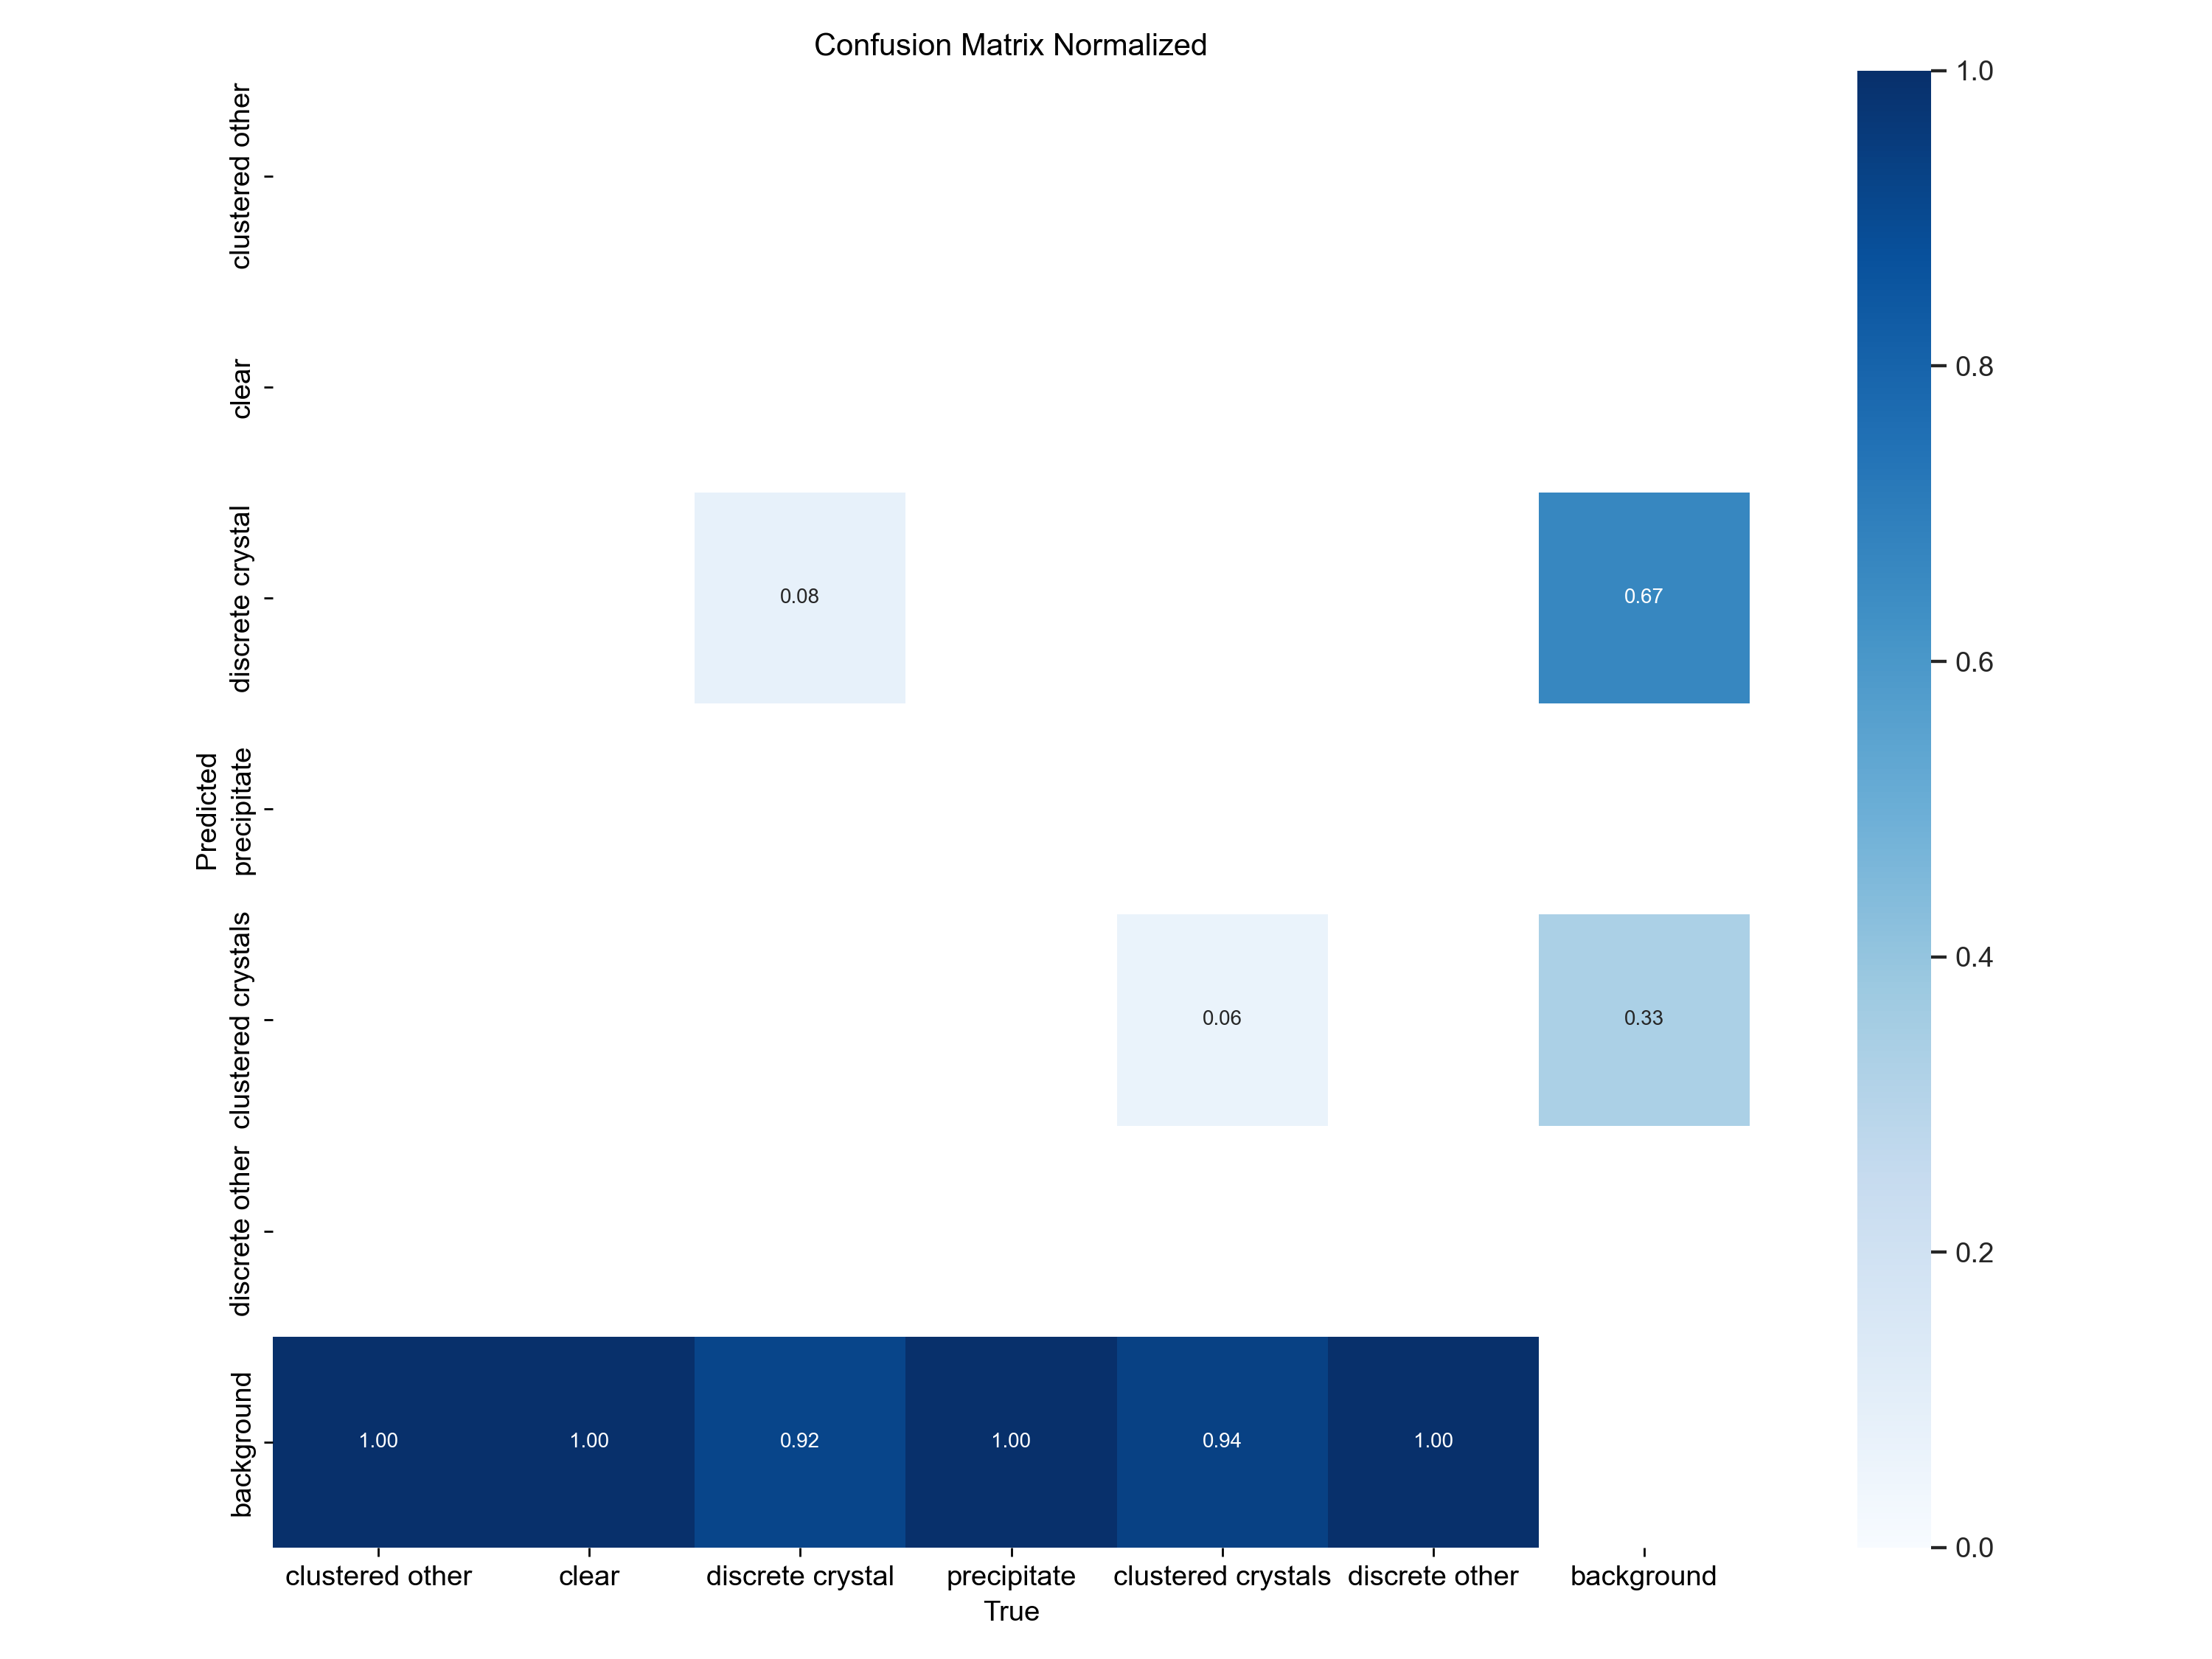 Confusion Matrix Normalized
clustered other
clear
discrete crystal
precipitate
clustered crystals
discrete other
background
Predicted
0.08
0.67
0.06
0.33
1.00 1.00 0.92 1.00 0.94 1.00
clustered other clear discrete crystal precipitate clustered crystals discrete other background
True
1.0
0.8
0.6
0.4
0.2
0.0